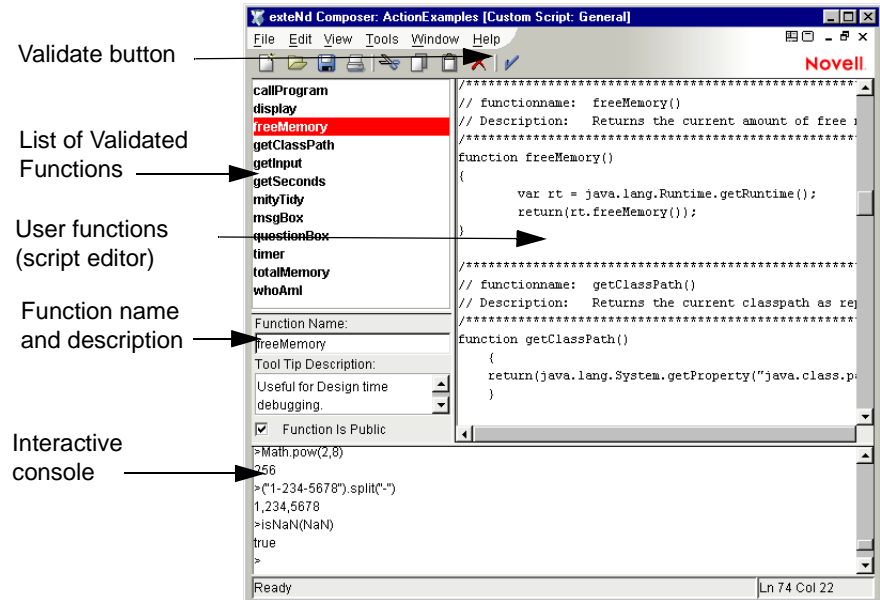 exteNd Composer: ActionExamples [Custom Script: General]
File Edit View Tools Window Help
Novell
Validate button
List of Validated
Functions
User functions
(script editor)
Function name
and description
Interactive
console
callProgram
display
freeMemory
getClassPath
getInput
getSeconds
mityTidy
msgBox
questionBox
timer
totalMemory
whoAmI
Function Name:
freeMemory
Tool Tip Description:
Useful for Design time
debugging.
Function Is Public
/*******************************************************
// functionname: freeMemory()
// Description: Returns the current amount of free
/*******************************************************
function freeMemory()
{
var rt = java.lang.Runtime.getRuntime();
return(rt.freeMemory());
}
/*******************************************************
// functionname: getClassPath()
// Description: Returns the current classpath as rep
/*******************************************************
function getClassPath()
{
return(java.lang.System.getProperty("java.class.pa
}
>Math.pow(2,8)
256
>("1-234-5678").split("-")
1,234,5678
>isNaN(NaN)
true
>
Ready
Ln 74 Col 22